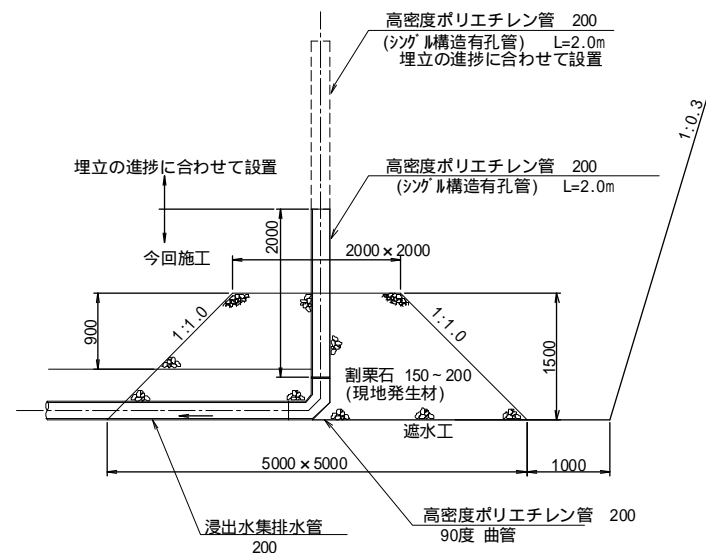 高密度ポリエチレン管 200
(シングル構造有孔管) L=2.0m
埋立の進捗に合わせて設置
1:0.3
埋立の進捗に合わせて設置
高密度ポリエチレン管 200
(シングル構造有孔管) L=2.0m
今回施工
2000
2000×2000
900
1:1.0
1:1.0
1500
割栗石 150~200
(現地発生材)
遮水工
5000×5000
1000
浸出水集排水管
200
高密度ポリエチレン管 200
90度 曲管